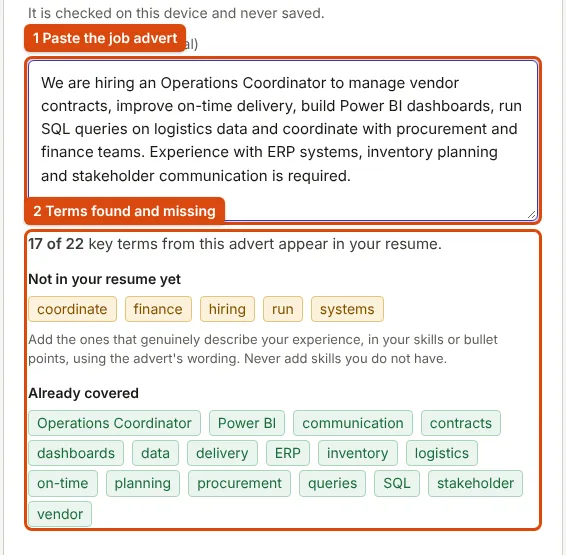 It is checked on this device and never saved.
1 Paste the job advert
al)
We are hiring an Operations Coordinator to manage vendor
contracts, improve on-time delivery, build Power BI dashboards, run
SQL queries on logistics data and coordinate with procurement and
finance teams. Experience with ERP systems, inventory planning
and stakeholder communication is required.
2 Terms found and missing
17 of 22 key terms from this advert appear in your resume.
Not in your resume yet
coordinate finance hiring run systems
Add the ones that genuinely describe your experience, in your skills or bullet
points, using the advert's wording. Never add skills you do not have.
Already covered
Operations Coordinator Power BI communication contracts
dashboards data delivery ERP inventory logistics
on-time planning procurement queries SQL stakeholder
vendor